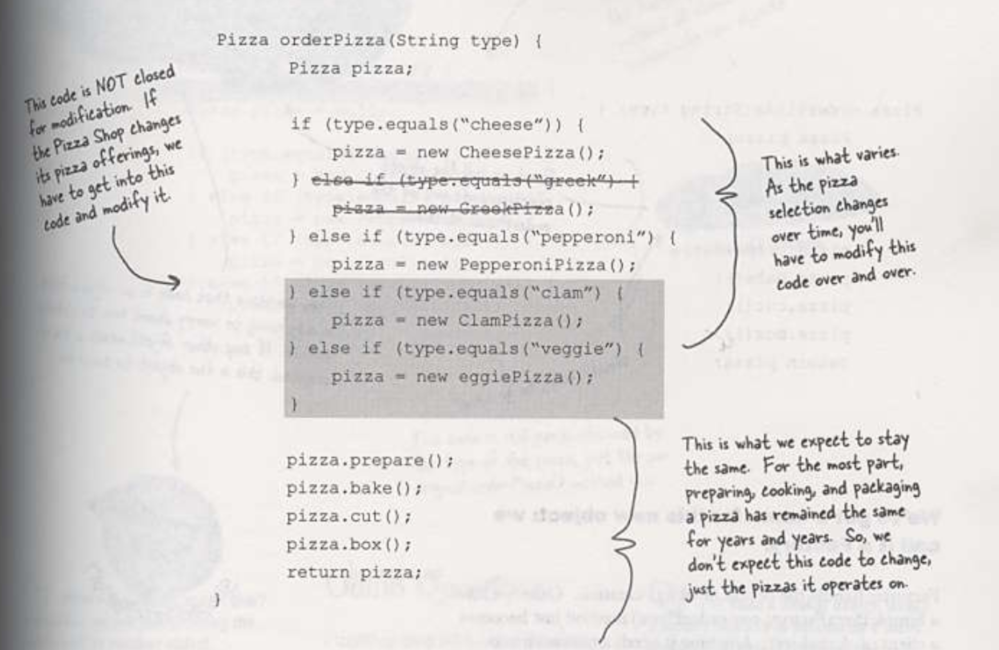 Pizza orderPizza(String type) {
Pizza pizza;
if (type.equals(“cheese”)) {
pizza = new CheesePizza();
} else if (type.equals(“greek”) {
pizza = new GreekPizza();
} else if (type.equals(“pepperoni”) {
pizza = new PepperoniPizza();
} else if (type.equals(“clam”) {
pizza = new ClamPizza();
} else if (type.equals(“veggie”) {
pizza = new eggiePizza();
}
pizza.prepare();
pizza.bake();
pizza.cut();
pizza.box();
return pizza;
}
This code is NOT closed
for modification. If
the Pizza Shop changes
its pizza offerings, we
have to get into this
code and modify it.
This is what varies.
As the pizza
selection changes
over time, you'll
have to modify this
code over and over.
This is what we expect to stay
the same. For the most part,
preparing, cooking, and packaging
a pizza has remained the same
for years and years. So, we
don't expect this code to change,
just the pizzas it operates on.